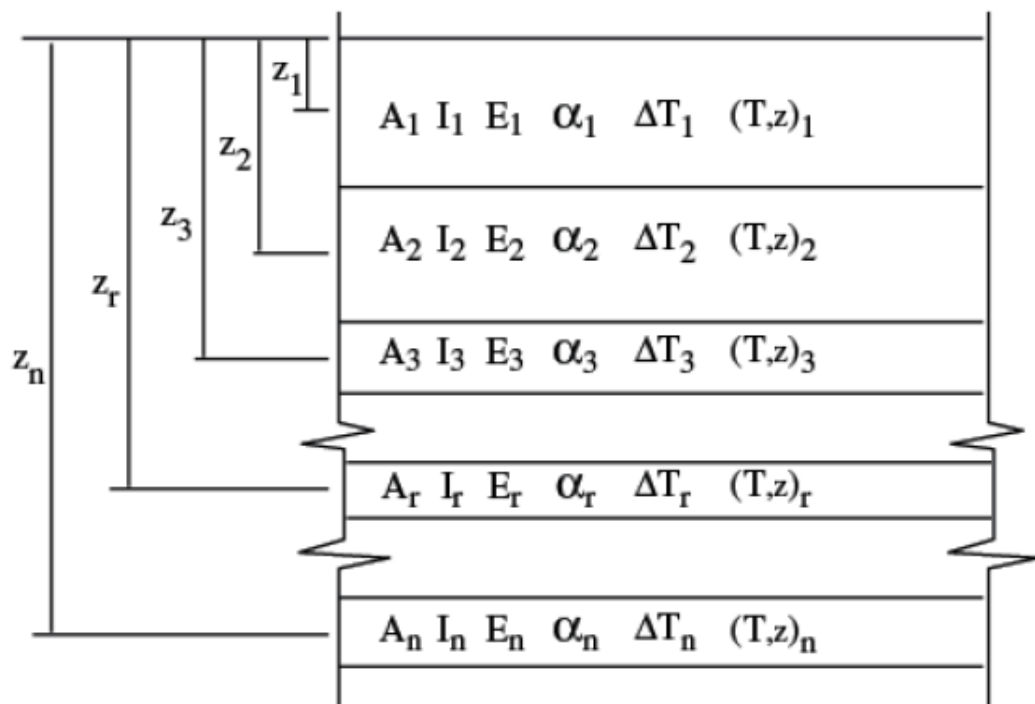 z₁
z₂
z₃
zᵣ
zₙ
A₁ I₁ E₁ α₁ ΔT₁ (T,z)₁
A₂ I₂ E₂ α₂ ΔT₂ (T,z)₂
A₃ I₃ E₃ α₃ ΔT₃ (T,z)₃
Aᵣ Iᵣ Eᵣ αᵣ ΔTᵣ (T,z)ᵣ
Aₙ Iₙ Eₙ αₙ ΔTₙ (T,z)ₙ